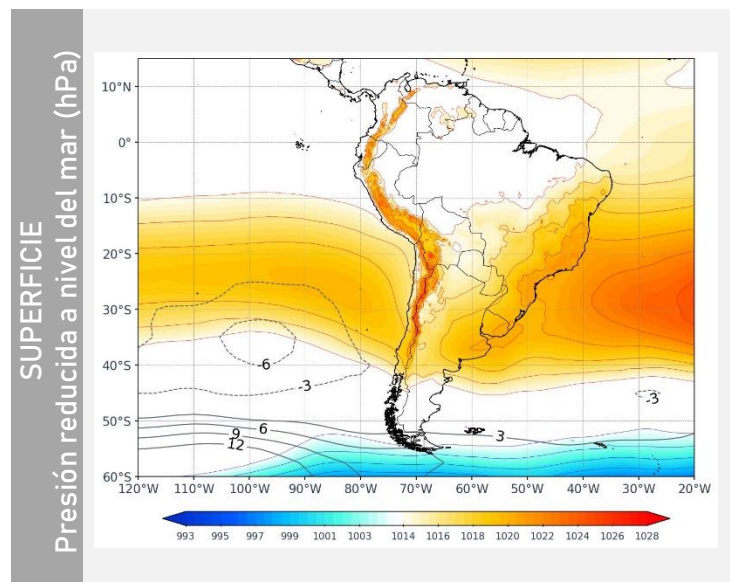 SUPERFICIE
Presión reducida a nivel del mar (hPa)
10°N
0°
10°S
20°S
30°S
40°S
50°S
60°S
-6
-3
-3
3
6
9
12
120°W 110°W 100°W 90°W 80°W 70°W 60°W 50°W 40°W 30°W 20°W
993 995 997 999 1001 1003 1014 1016 1018 1020 1022 1024 1026 1028